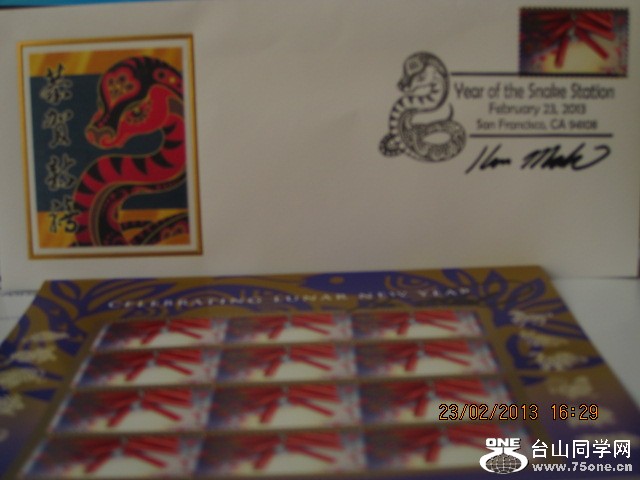 恭
賀
新
禧
Year of the Snake Station
February 23, 2013
San Francisco, CA 94108
CELEBRATING LUNAR NEW YEAR
23/02/2013 16:29
ONE 台山同学网
www.75one.cn